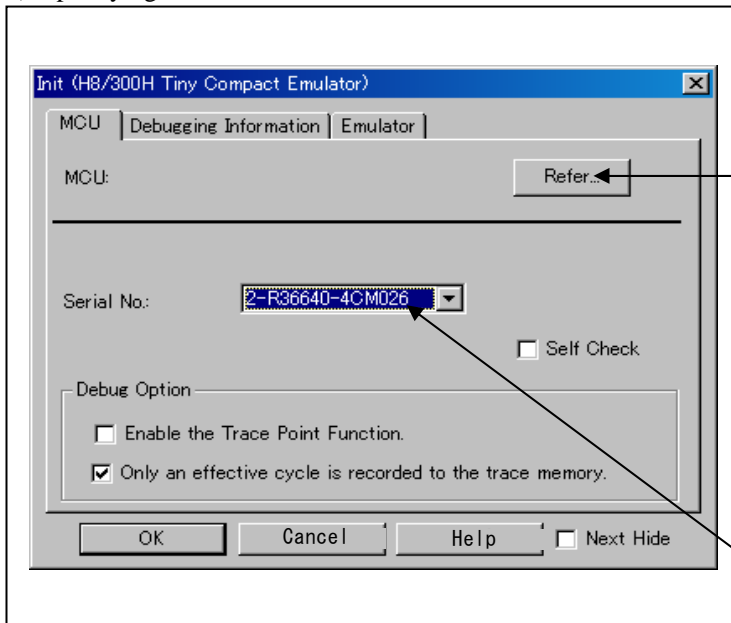 Init (H8/300H Tiny Compact Emulator)
MCU Debugging Information Emulator
MCU: Refer...
Serial No.: 2-R36640-4CM026
Self Check
Debug Option
Enable the Trace Point Function.
Only an effective cycle is recorded to the trace memory.
OK Cancel Help Next Hide